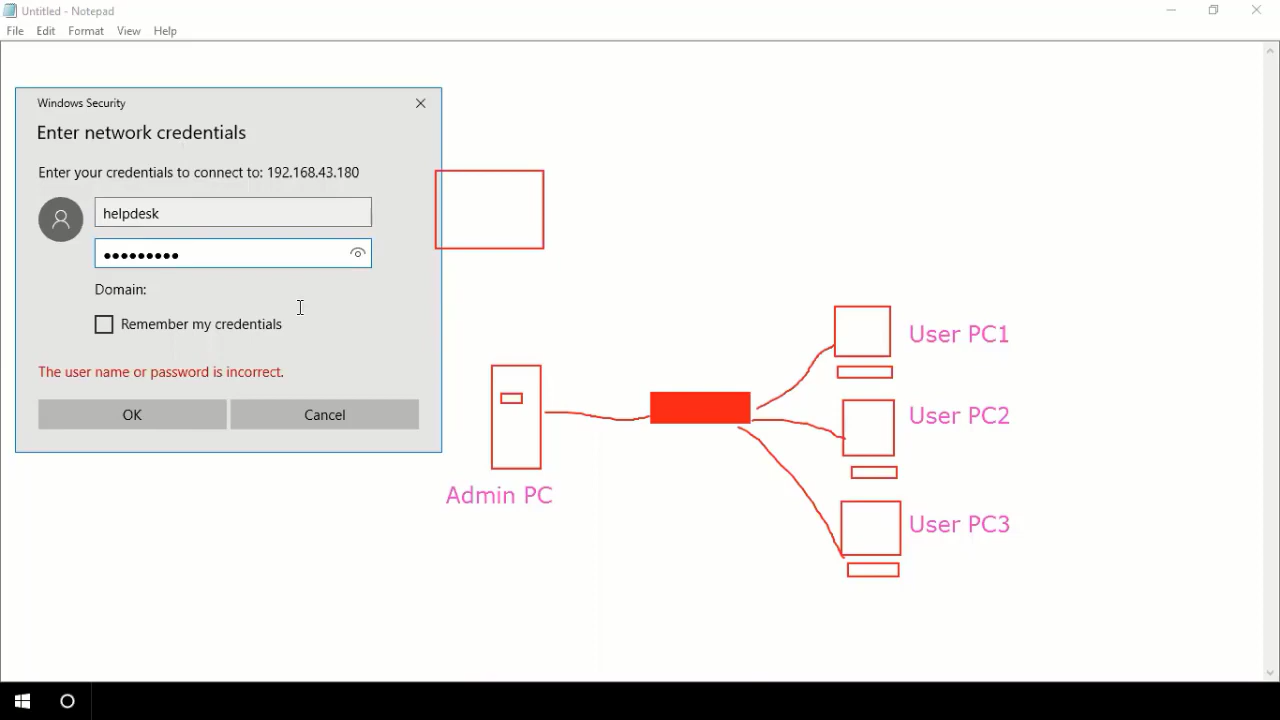 Untitled - Notepad
File Edit Format View Help
Windows Security
Enter network credentials
Enter your credentials to connect to: 192.168.43.180
helpdesk
•••••••••
Domain:
Remember my credentials
The user name or password is incorrect.
OK Cancel
Admin PC
User PC1
User PC2
User PC3